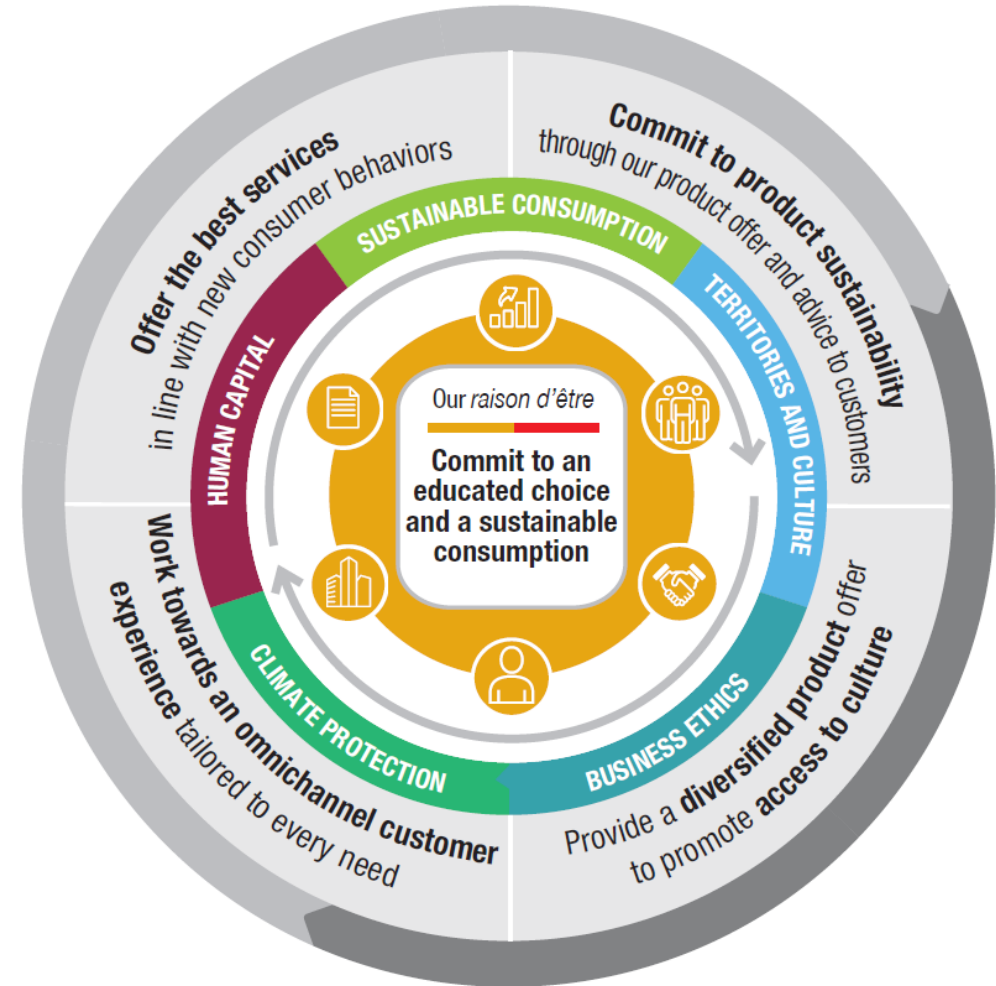 Offer the best services
in line with new consumer behaviors
Commit to product sustainability
through our product offer and advice to customers
SUSTAINABLE CONSUMPTION
TERRITORIES AND CULTURE
BUSINESS ETHICS
CLIMATE PROTECTION
HUMAN CAPITAL
Our raison d’être
Commit to an
educated choice
and a sustainable
consumption
Provide a diversified product offer
to promote access to culture
Work towards an omnichannel customer
experience tailored to every need